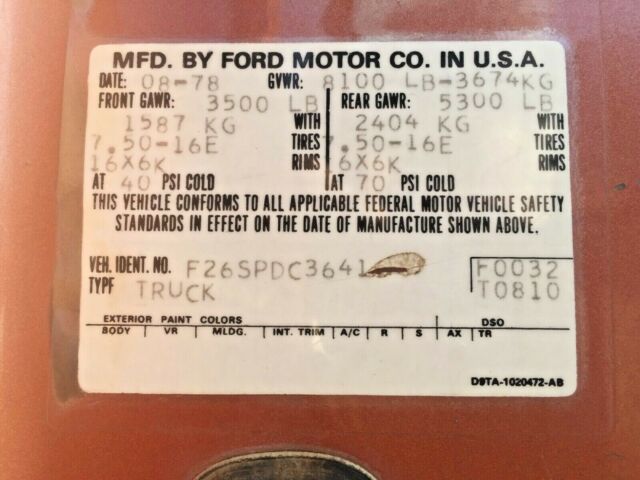 MFD. BY FORD MOTOR CO. IN U.S.A.
DATE: 08-78 GVWR: 8100 LB-3674KG
FRONT GAWR: 3500 LB REAR GAWR: 5300 LB
1587 KG WITH 2404 KG WITH
7.50-16E TIRES 7.50-16E TIRES
16X6K RIMS 16X6K RIMS
AT 40 PSI COLD AT 70 PSI COLD
THIS VEHICLE CONFORMS TO ALL APPLICABLE FEDERAL MOTOR VEHICLE SAFETY
STANDARDS IN EFFECT ON THE DATE OF MANUFACTURE SHOWN ABOVE.
VEH. IDENT. NO. F26SPDC3641 F0032
TYPE TRUCK T0810
EXTERIOR PAINT COLORS DSO
BODY VR MLDG. INT. TRIM A/C R S AX TR
D9TA-1020472-AB